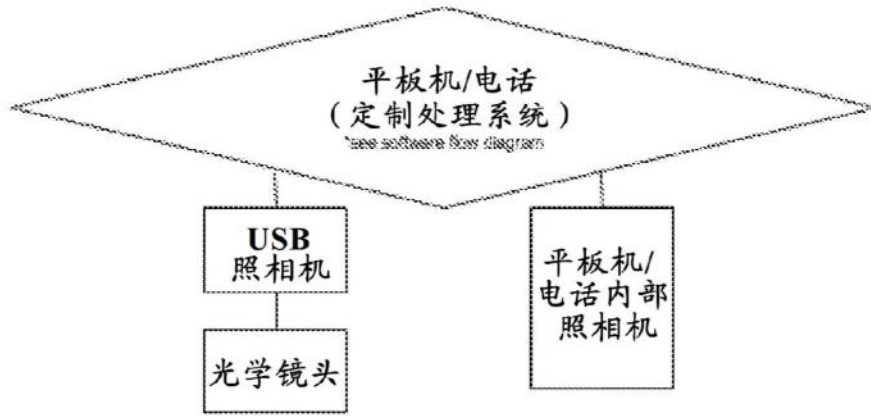 平板机/电话
（定制处理系统）
*see software flow diagram
USB
照相机
光学镜头
平板机/
电话内部
照相机